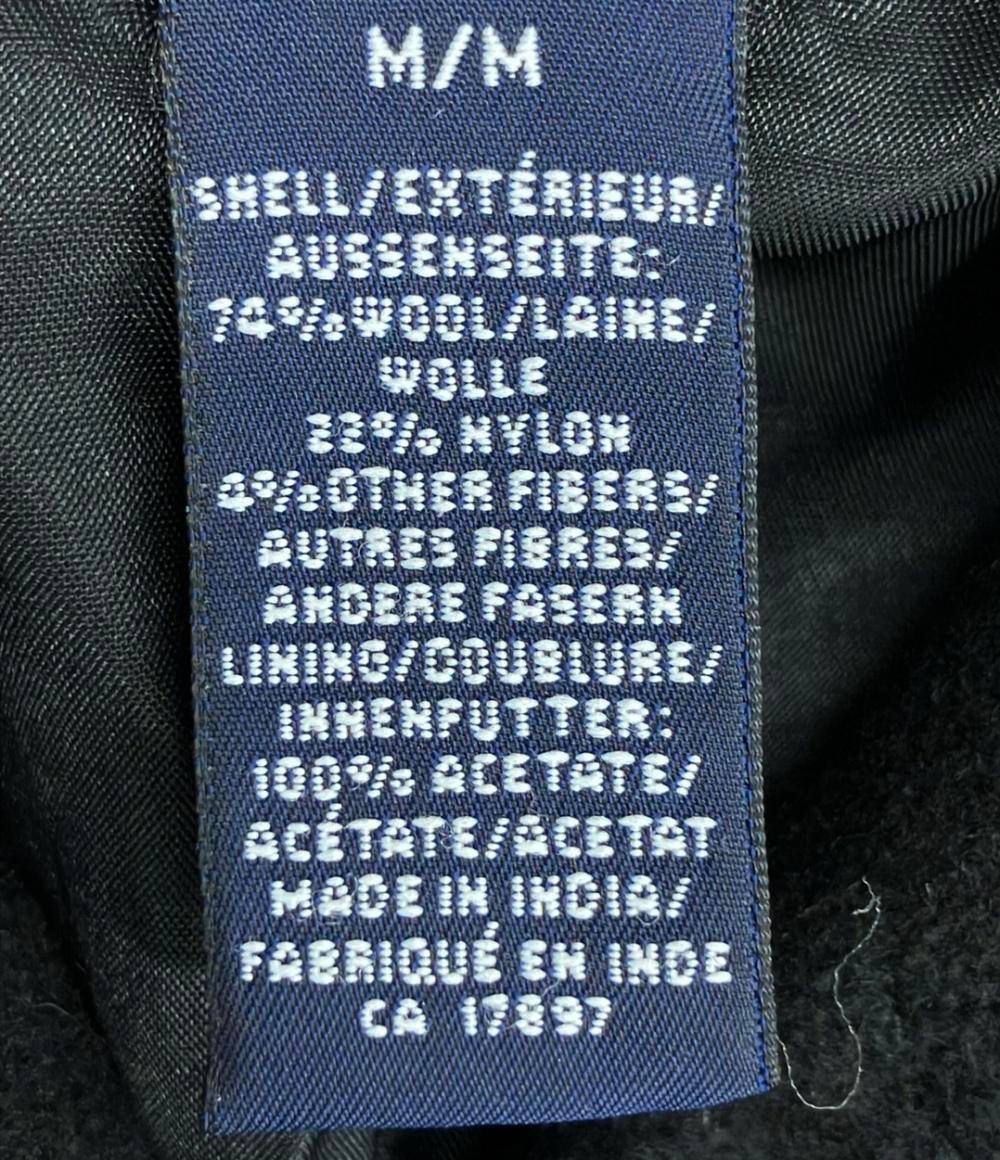 M/M
SHELL/EXTÉRIEUR/
AUSSENSEITE:
74%WOOL/LAINE/
WOLLE
22% NYLON
4%OTHER FIBERS/
AUTRES FIBRES/
ANDERE FASERN
LINING/DOUBLURE/
INNENFUTTER:
100% ACETATE/
ACÉTATE/ACETAT
MADE IN INDIA/
FABRIQUÉ EN INDE
CA 17897